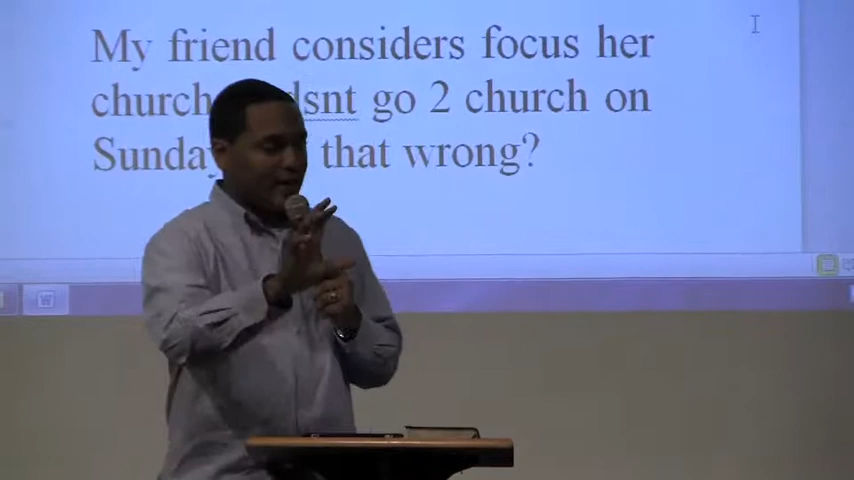 My friend considers focus her
church dsnt go 2 church on
Sunday that wrong?